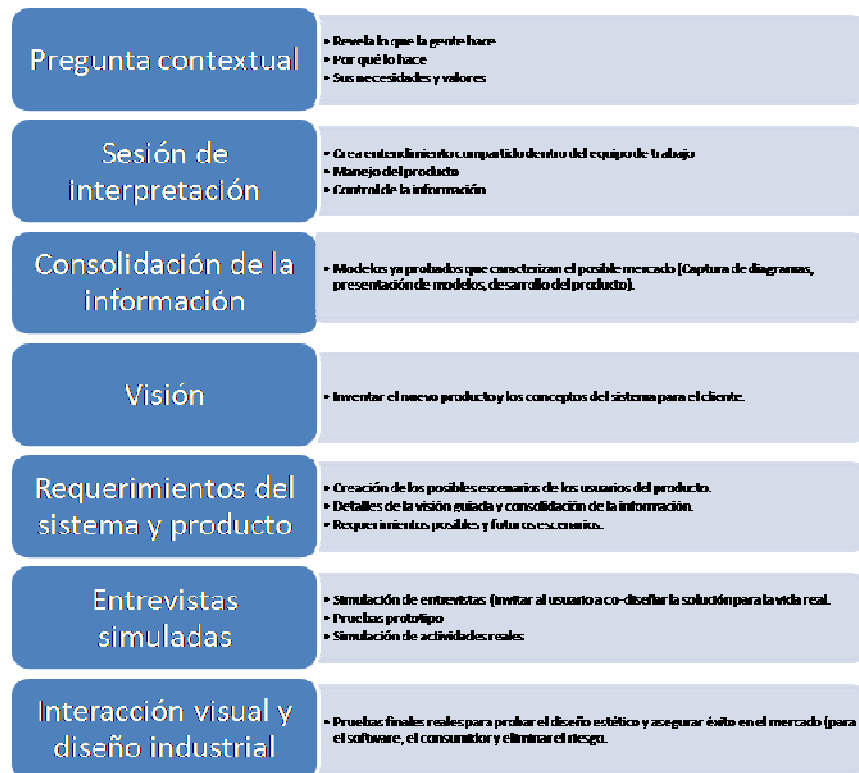 Pregunta contextual
• Revela lo que la gente hace
• Por qué lo hace
• Sus necesidades y valores
Sesión de
interpretación
• Crea entendimiento compartido dentro del equipo de trabajo
• Manejo del producto
• Control de la información
Consolidación de la
información
• Modelos ya probados que caracterizan el posible mercado (Captura de diagramas,
presentación de modelos, desarrollo del producto).
Visión
• Inventar el nuevo producto y los conceptos del sistema para el cliente.
Requerimientos del
sistema y producto
• Creación de los posibles escenarios de los usuarios del producto.
• Detalles de la visión guiada y consolidación de la información.
• Requerimientos posibles y futuros escenarios.
Entrevistas
simuladas
• Simulación de entrevistas (invitar al usuario a co-diseñar la solución para la vida real.
• Pruebas prototipo
• Simulación de actividades reales
Interacción visual y
diseño industrial
• Pruebas finales reales para probar el diseño estético y asegurar éxito en el mercado (para
el software, el consumidor y eliminar el riesgo.